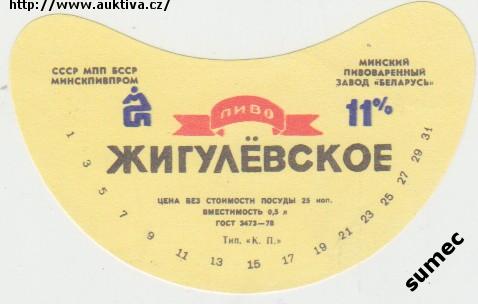 http://www.auktiva.cz/
СССР МПП БССР
МИНСКПИВПРОМ
МИНСКИЙ
ПИВОВАРЕННЫЙ
ЗАВОД «БЕЛАРУСЬ»
ПИВО
11%
ЖИГУЛЁВСКОЕ
ЦЕНА БЕЗ СТОИМОСТИ ПОСУДЫ 25 коп.
ВМЕСТИМОСТЬ 0,5 л
ГОСТ 3473—78
Тип. «К. П.»
1 3 5 7 9 11 13 15 17 19 21 23 25 27 29 31
sumec